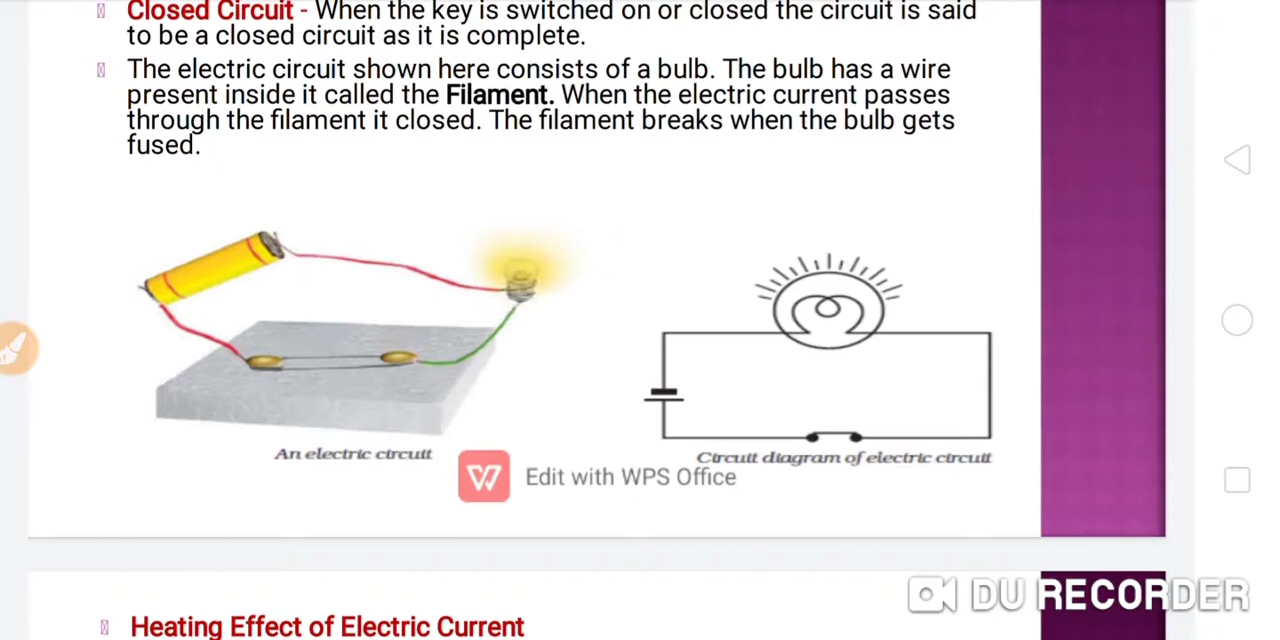 Closed Circuit - When the key is switched on or closed the circuit is said
to be a closed circuit as it is complete.
The electric circuit shown here consists of a bulb. The bulb has a wire
present inside it called the Filament. When the electric current passes
through the filament it closed. The filament breaks when the bulb gets
fused.
An electric circuit
Circuit diagram of electric circuit
Edit with WPS Office
DU RECORDER
Heating Effect of Electric Current